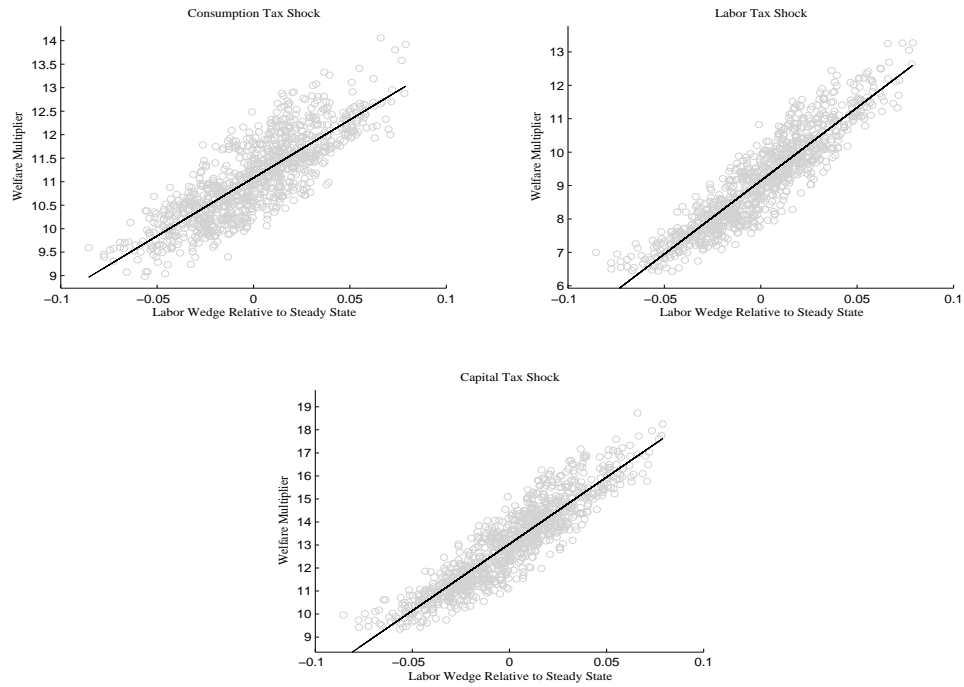 Consumption Tax Shock
Welfare Multiplier
14
13.5
13
12.5
12
11.5
11
10.5
10
9.5
9
−0.1 −0.05 0 0.05 0.1
Labor Wedge Relative to Steady State
Labor Tax Shock
Welfare Multiplier
13
12
11
10
9
8
7
6
−0.1 −0.05 0 0.05 0.1
Labor Wedge Relative to Steady State
Capital Tax Shock
Welfare Multiplier
19
18
17
16
15
14
13
12
11
10
9
−0.1 −0.05 0 0.05 0.1
Labor Wedge Relative to Steady State